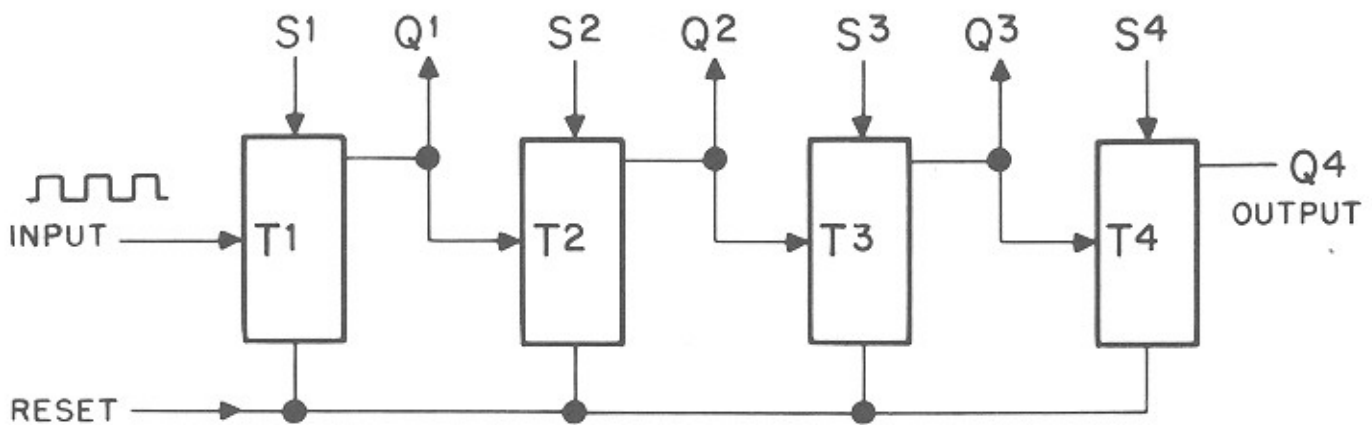 S1 Q1 S2 Q2 S3 Q3 S4
T1 T2 T3 T4 Q4
OUTPUT
INPUT
RESET